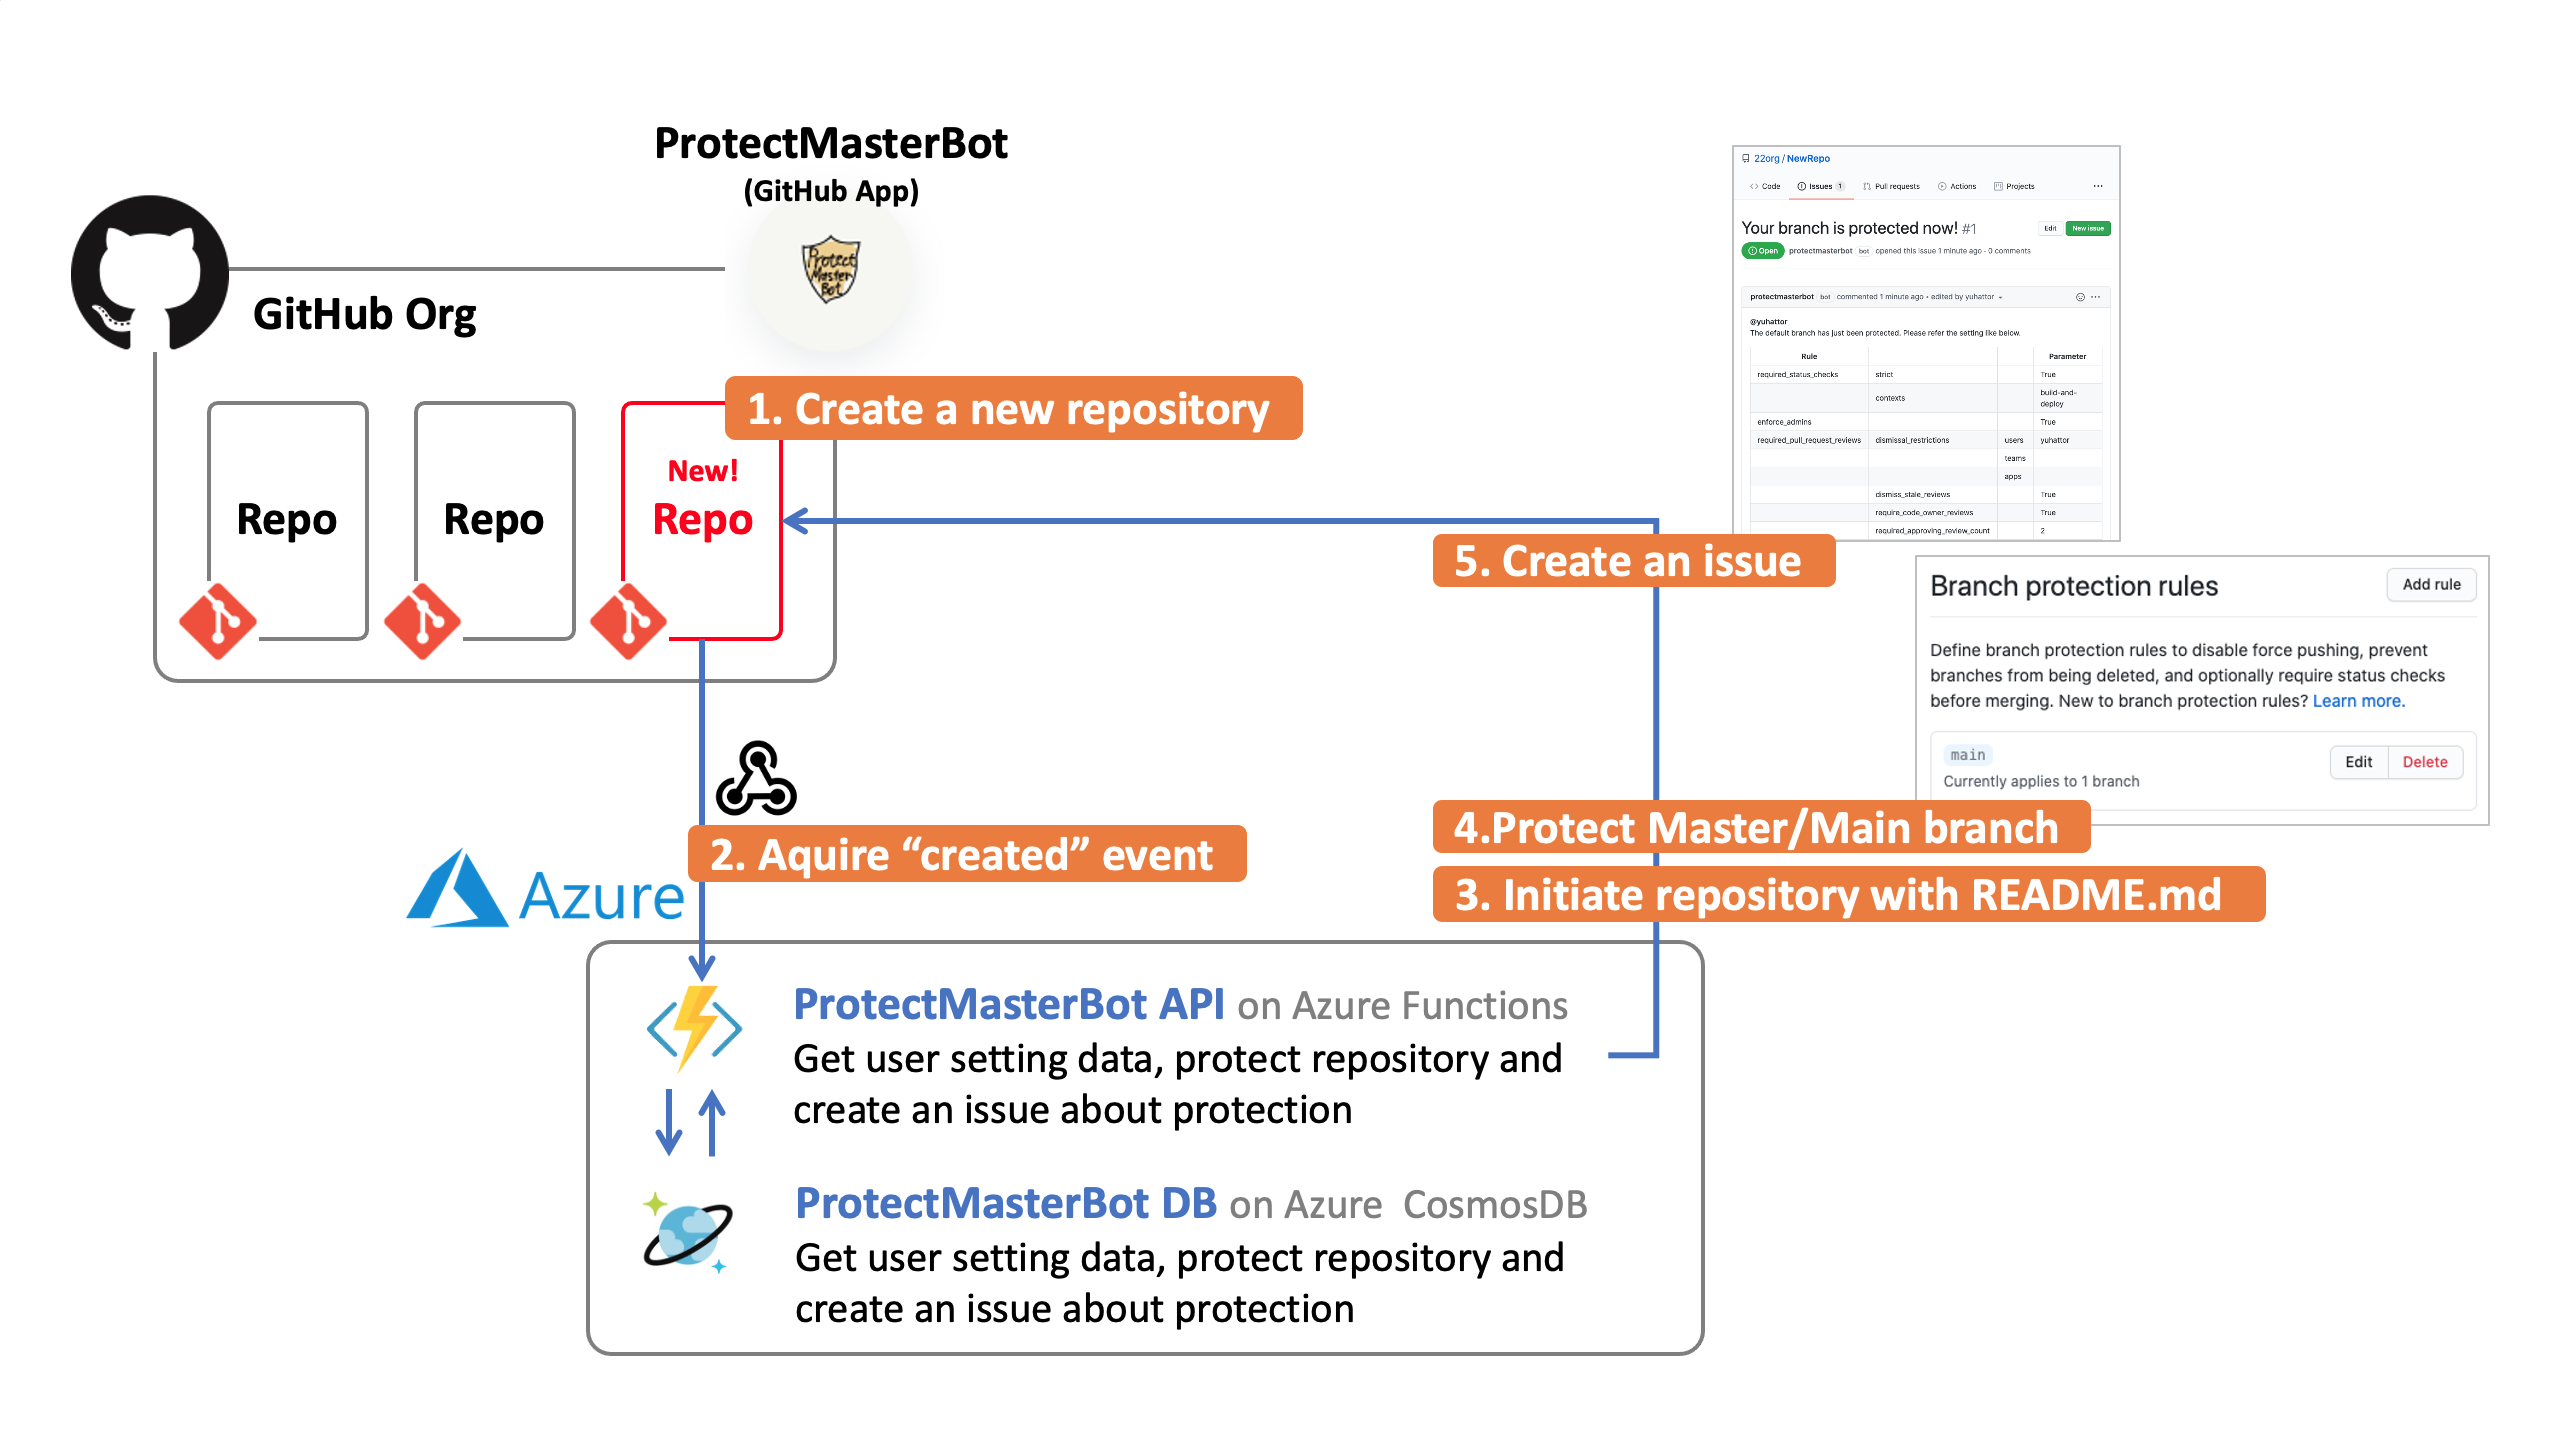 ProtectMasterBot
(GitHub App)
Protect
Master
Bot
GitHub Org
1. Create a new repository
Repo
Repo
New!
Repo
2. Aquire “created” event
Azure
ProtectMasterBot API on Azure Functions
Get user setting data, protect repository and
create an issue about protection
ProtectMasterBot DB on Azure CosmosDB
Get user setting data, protect repository and
create an issue about protection
22org / NewRepo
Code Issues 1 Pull requests Actions Projects ...
Your branch is protected now! #1 Edit New issue
Open protectmasterbot bot opened this issue 1 minute ago · 0 comments
protectmasterbot bot commented 1 minute ago • edited by yuhattor
@yuhattor
The default branch has just been protected. Please refer the setting like below.
Rule Parameter
required_status_checks strict True
contexts build-and-
deploy
enforce_admins True
required_pull_request_reviews dismissal_restrictions users yuhattor
teams
apps
dismiss_stale_reviews True
require_code_owner_reviews True
required_approving_review_count 2
5. Create an issue
Branch protection rules Add rule
Define branch protection rules to disable force pushing, prevent
branches from being deleted, and optionally require status checks
before merging. New to branch protection rules? Learn more.
main
Currently applies to 1 branch
Edit Delete
4.Protect Master/Main branch
3. Initiate repository with README.md